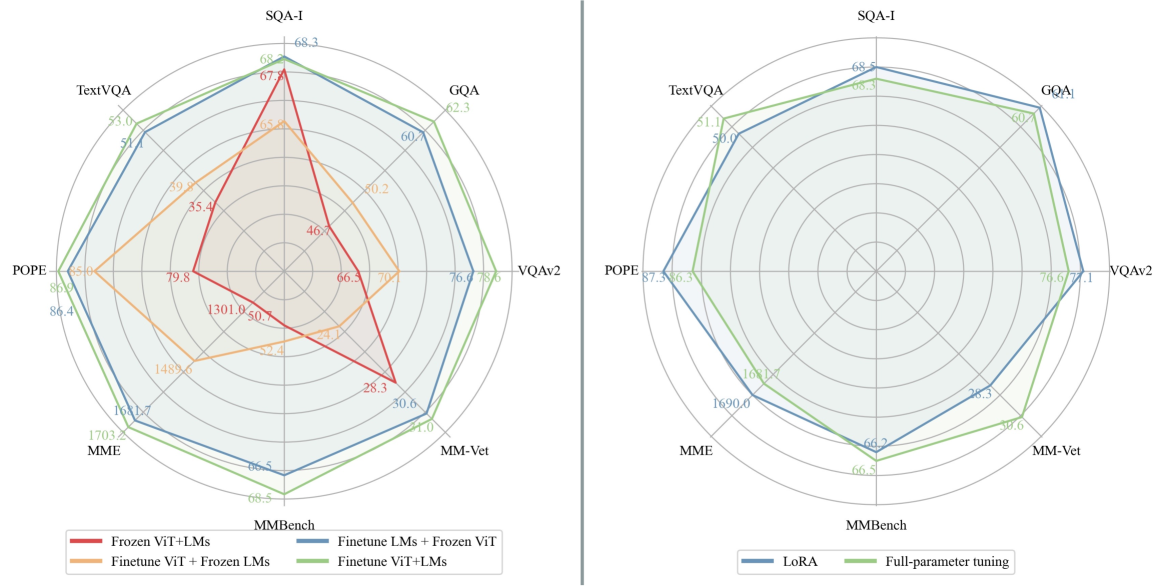 SQA-I
68.3
68.2
67.8
TextVQA
GQA
53.0
62.3
51.1
60.7
65.9
39.8
50.2
35.4
46.7
POPE
85.0
79.8
66.5
70.1
76.6
78.6
VQAv2
86.9
86.4
1301.0
50.7
24.1
52.4
1489.6
28.3
1681.7
30.6
1703.2
31.0
MME
MM-Vet
66.5
68.5
MMBench
Frozen ViT+LMs
Finetune LMs + Frozen ViT
Finetune ViT + Frozen LMs
Finetune ViT+LMs
SQA-I
68.5
68.3
TextVQA
GQA
51.1
60.7
50.0
POPE
87.3
86.3
76.6
77.1
VQAv2
1681.7
1690.0
28.3
30.6
66.2
66.5
MME
MM-Vet
MMBench
LoRA
Full-parameter tuning